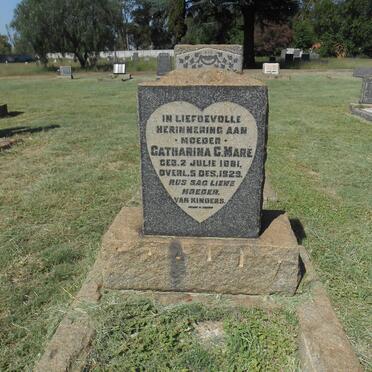 IN LIEFDEVOLLE
HERINNERING AAN
MOEDER
CATHARINA C. MARE
GEB. 2 JULIE 1881,
OVERL. 5 DES. 1929.
RUS SAG LIEWE
MOEDER.
VAN KINDERS.